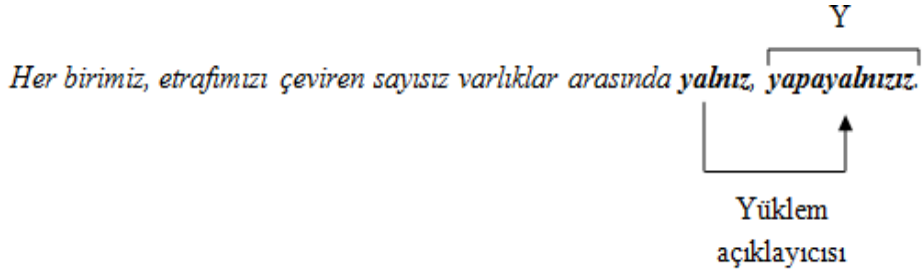 Y
Her birimiz, etrafımızı çeviren sayısız varlıklar arasında yalnız, yapayalnızız.
Yüklem
açıklayıcısı